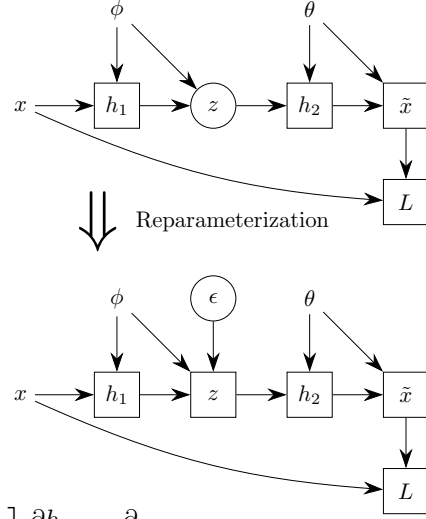 ϕ θ
x h₁ z h₂ x̃
L
Reparameterization
ϕ ϵ θ
x h₁ z h₂ x̃
L
] ∂h ∂